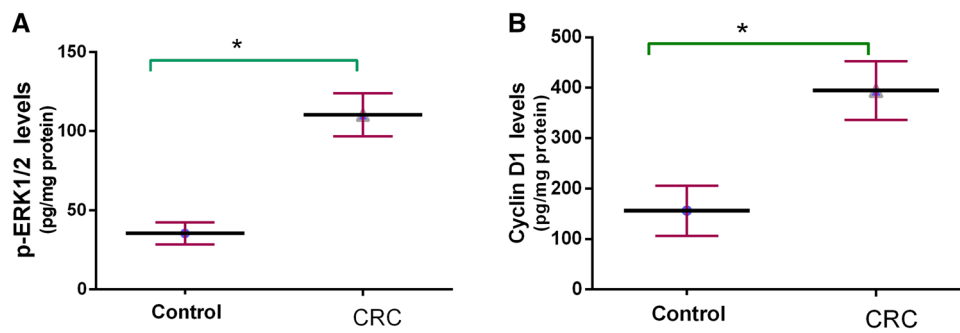 A
p-ERK1/2 levels
(pg/mg protein)
150
100
50
0
*
Control
CRC
B
Cyclin D1 levels
(pg/mg protein)
500
400
300
200
100
0
*
Control
CRC